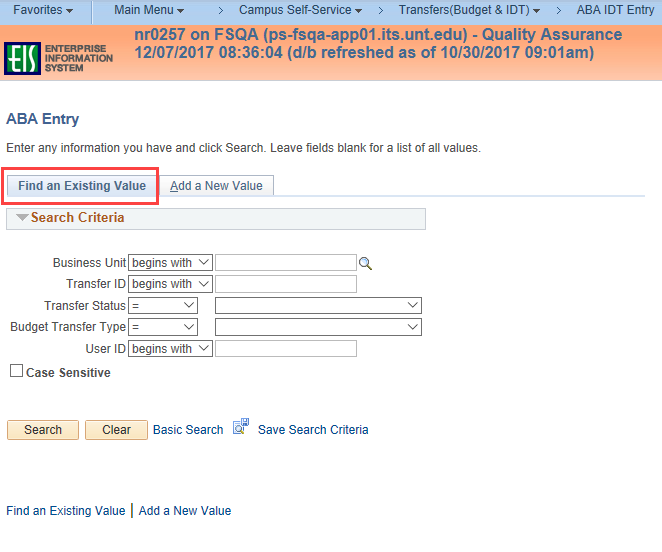 Favorites Main Menu > Campus Self-Service > Transfers(Budget & IDT) > ABA IDT Entry
EIS ENTERPRISE INFORMATION SYSTEM
nr0257 on FSQA (ps-fsqa-app01.its.unt.edu) - Quality Assurance
12/07/2017 08:36:04 (d/b refreshed as of 10/30/2017 09:01am)
ABA Entry
Enter any information you have and click Search. Leave fields blank for a list of all values.
Find an Existing Value Add a New Value
Search Criteria
Business Unit begins with
Transfer ID begins with
Transfer Status =
Budget Transfer Type =
User ID begins with
Case Sensitive
Search Clear Basic Search Save Search Criteria
Find an Existing Value | Add a New Value